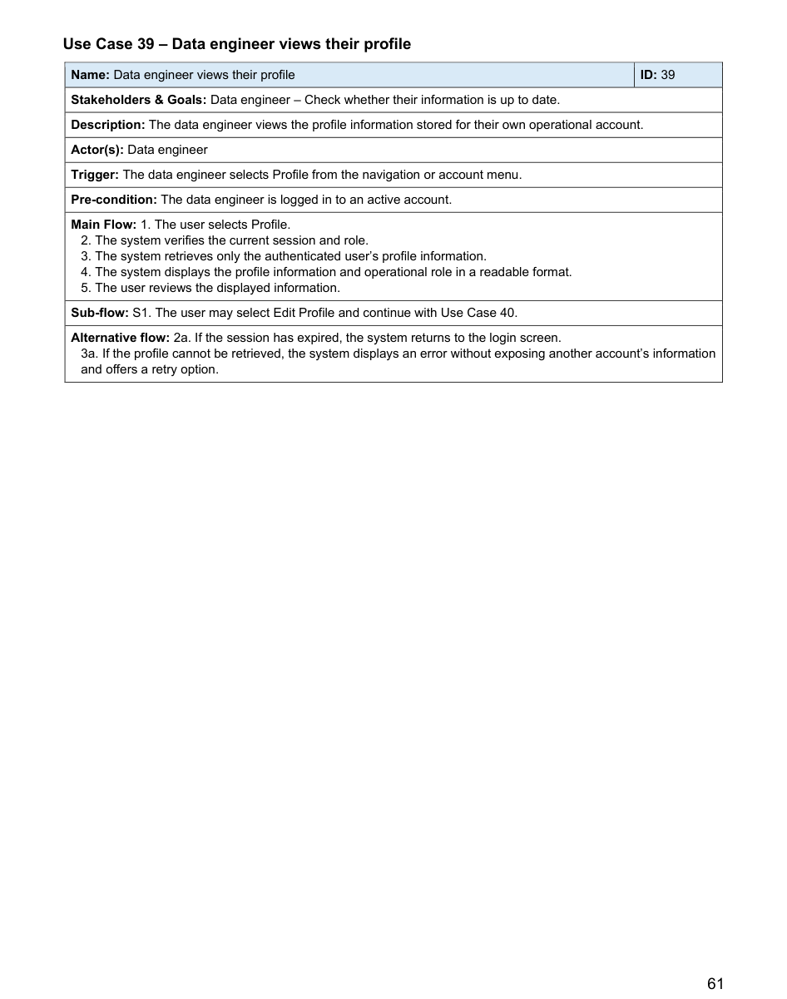 Use Case 39 – Data engineer views their profile
Name: Data engineer views their profile ID: 39
Stakeholders & Goals: Data engineer – Check whether their information is up to date.
Description: The data engineer views the profile information stored for their own operational account.
Actor(s): Data engineer
Trigger: The data engineer selects Profile from the navigation or account menu.
Pre-condition: The data engineer is logged in to an active account.
Main Flow: 1. The user selects Profile.
2. The system verifies the current session and role.
3. The system retrieves only the authenticated user’s profile information.
4. The system displays the profile information and operational role in a readable format.
5. The user reviews the displayed information.
Sub-flow: S1. The user may select Edit Profile and continue with Use Case 40.
Alternative flow: 2a. If the session has expired, the system returns to the login screen.
3a. If the profile cannot be retrieved, the system displays an error without exposing another account’s information
and offers a retry option.
61